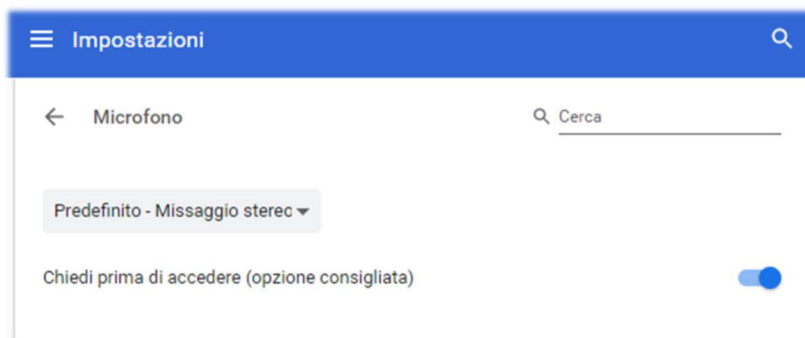 Impostazioni
Microfono
Cerca
Predefinito - Missaggio stereo
Chiedi prima di accedere (opzione consigliata)